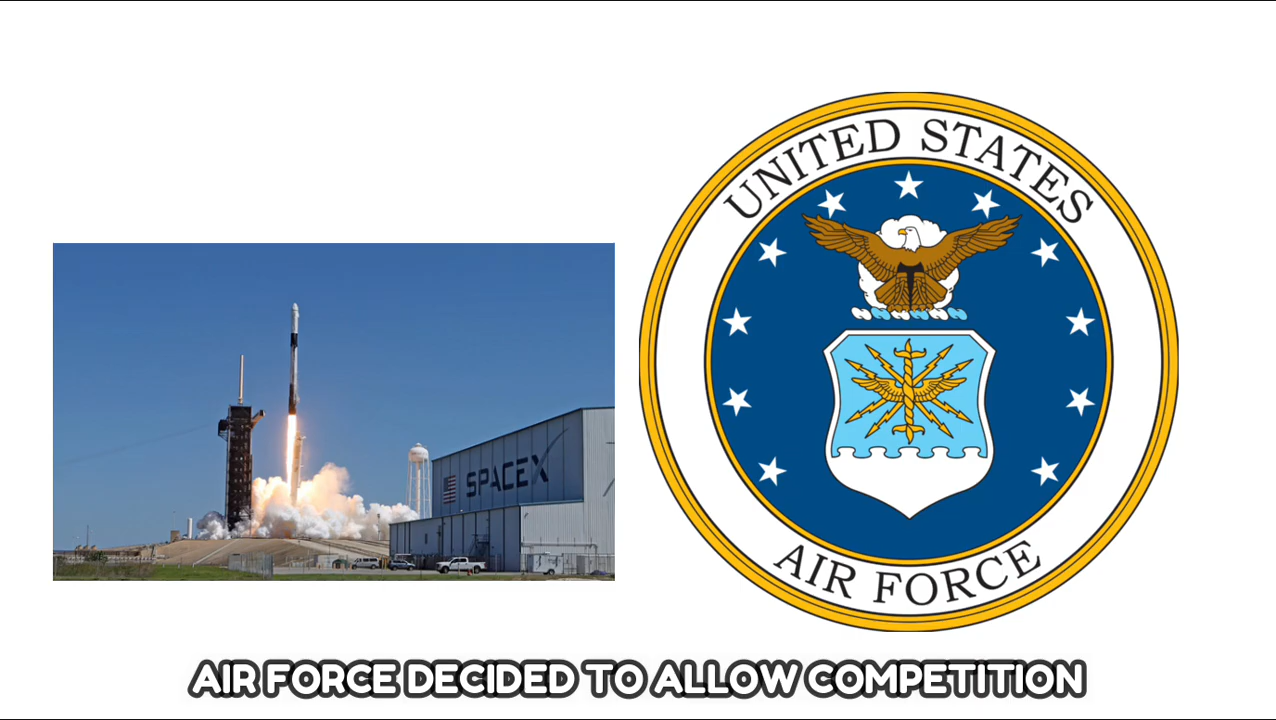 UNITED STATES
SPACEX
AIR FORCE
AIR FORCE DECIDED TO ALLOW COMPETITION